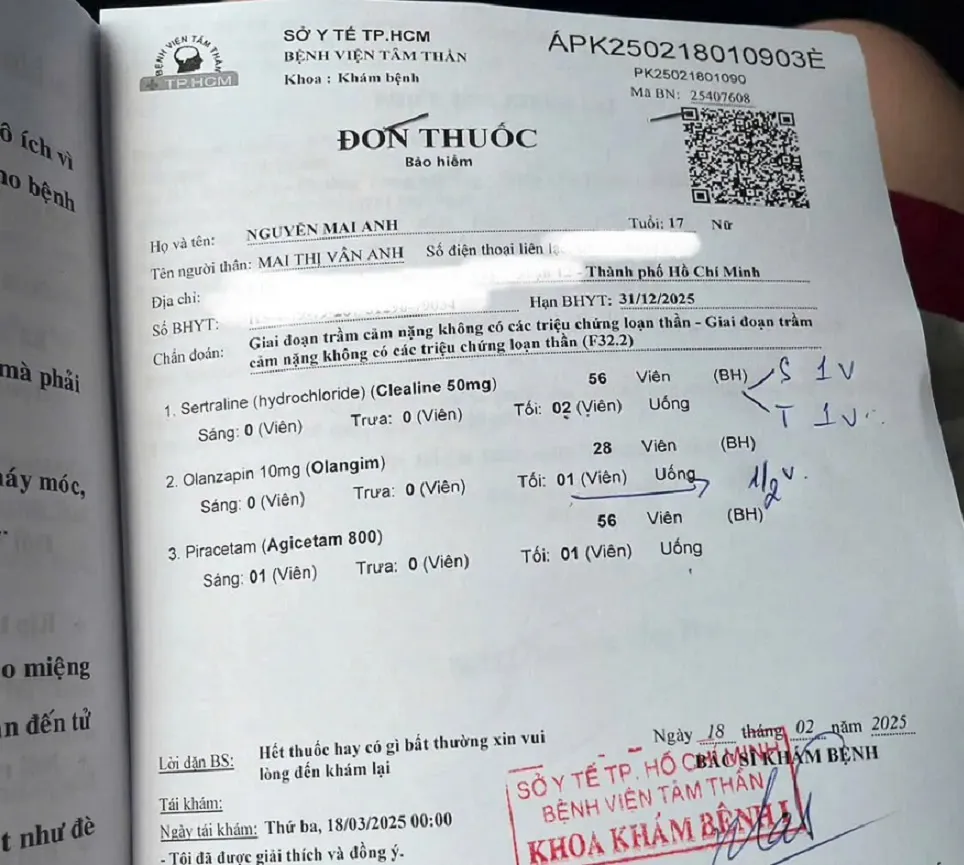 BỆNH VIỆN TÂM THẦN
TP.HCM
SỞ Y TẾ TP.HCM
BỆNH VIỆN TÂM THẦN
Khoa : Khám bệnh
ÁPK250218010903È
PK2502180109O
Mã BN: 25407608
ĐƠN THUỐC
Bảo hiểm
Họ và tên: NGUYỄN MAI ANH Tuổi: 17 Nữ
Tên người thân: MAI THỊ VÂN ANH Số điện thoại liên
Địa chỉ: - Thành phố Hồ Chí Minh
Số BHYT: Hạn BHYT: 31/12/2025
Chẩn đoán: Giai đoạn trầm cảm nặng không có các triệu chứng loạn thần - Giai đoạn trầm
cảm nặng không có các triệu chứng loạn thần (F32.2)
1. Sertraline (hydrochloride) (Clealine 50mg) 56 Viên (BH) S 1v
Sáng: 0 (Viên) Trưa: 0 (Viên) Tối: 02 (Viên) Uống T 1v
2. Olanzapin 10mg (Olangim) 28 Viên (BH)
Sáng: 0 (Viên) Trưa: 0 (Viên) Tối: 01 (Viên) Uống 1/2 v.
3. Piracetam (Agicetam 800) 56 Viên (BH)
Sáng: 01 (Viên) Trưa: 0 (Viên) Tối: 01 (Viên) Uống
Ngày 18 tháng 02 năm 2025
BÁC SĨ KHÁM BỆNH
Lời dặn BS: Hết thuốc hay có gì bất thường xin vui
lòng đến khám lại
Tái khám:
Ngày tái khám: Thứ ba, 18/03/2025 00:00
- Tôi đã được giải thích và đồng ý.
SỞ Y TẾ TP. HỒ CHÍ MINH
BỆNH VIỆN TÂM THẦN
KHOA KHÁM BỆNH I
ích vì
bệnh
mà phải
máy móc,
miệng
đến tử
như đè